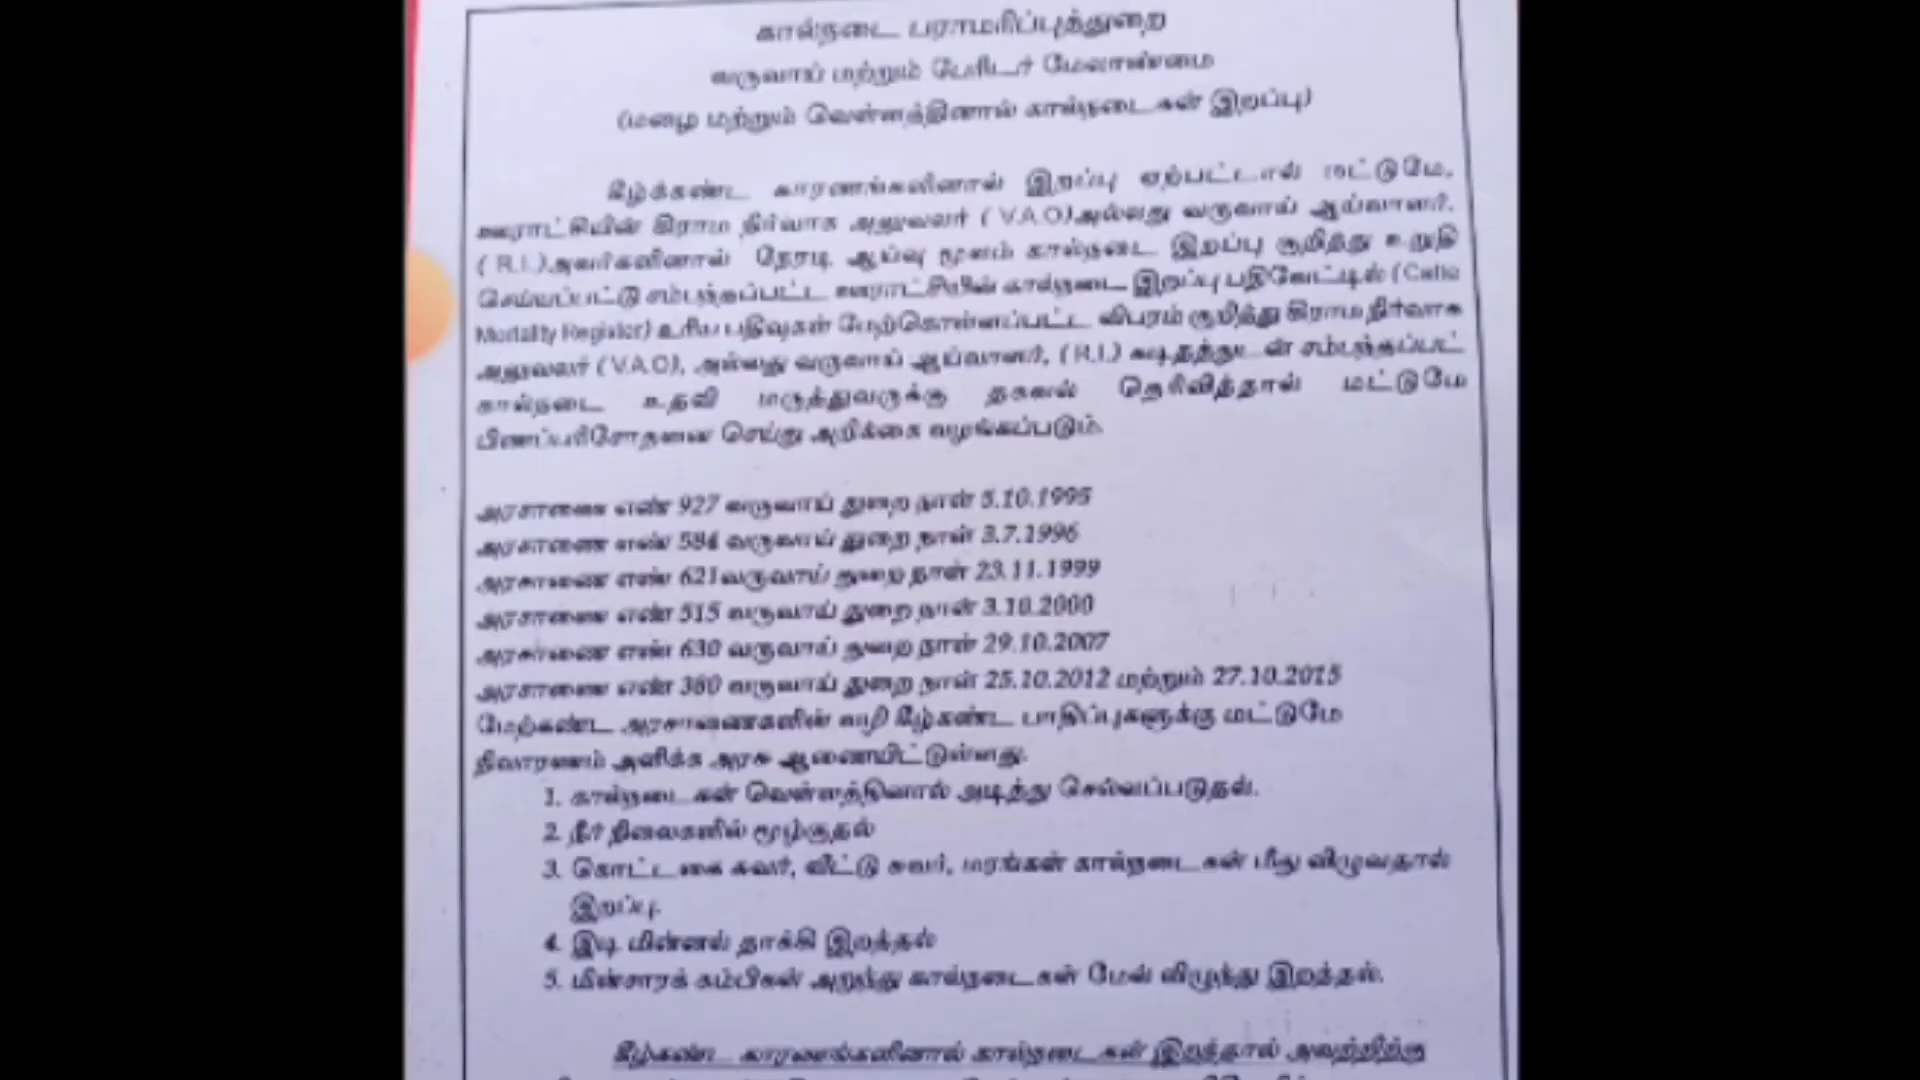 கால்நடை பராமரிப்புத்துறை
வருவாய் மற்றும் பேரிடர் மேலாண்மை
(மழை மற்றும் வெள்ளத்தினால் கால்நடைகள் இறப்பு)
கீழ்க்கண்ட காரணங்களினால் இறப்பு ஏற்பட்டால் மட்டுமே,
ஊராட்சியின் கிராம நிர்வாக அலுவலர் ( V.A.O)அல்லது வருவாய் ஆய்வாளர்,
( R.I.)அவர்களினால் நேரடி ஆய்வு மூலம் கால்நடை இறப்பு குறித்து உறுதி
செய்யப்பட்டு சம்பந்தப்பட்ட ஊராட்சியின் கால்நடை இறப்பு பதிவேட்டில்
Mortality Register) உரிய பதிவுகள் மேற்கொள்ளப்பட்ட விபரம் குறித்து கிராம நிர்வாக
அலுவலர் ( V.A.O), அல்லது வருவாய் ஆய்வாளர், ( R.I.) கடிதத்துடன் சம்பந்தப்பட்ட
கால்நடை உதவி மருத்துவருக்கு தகவல் தெரிவித்தால் மட்டுமே
பிணப்பரிசோதனை செய்து அறிக்கை வழங்கப்படும்.
அரசாணை எண் 927 வருவாய் துறை நாள் 5.10.1995
அரசாணை எண் 584 வருவாய் துறை நாள் 3.7.1996
அரசாணை எண் 621வருவாய் துறை நாள் 23.11.1999
அரசாணை எண் 515 வருவாய் துறை நாள் 3.10.2000
அரசாணை எண் 630 வருவாய் துறை நாள் 29.10.2007
அரசாணை எண் 380 வருவாய் துறை நாள் 25.10.2012 மற்றும் 27.10.2015
மேற்கண்ட அரசாணைகளின் வழி கீழ்கண்ட பாதிப்புகளுக்கு மட்டுமே
நிவாரணம் அளிக்க அரசு ஆணையிட்டுள்ளது.
1. கால்நடைகள் வெள்ளத்தினால் அடித்து செல்லப்படுதல்.
2. நீர் நிலைகளில் மூழ்குதல்
3. கொட்டகை சுவர், வீட்டு சுவர், மரங்கள் கால்நடைகள் மீது விழுவதால்
இறப்பு.
4. இடி மின்னல் தாக்கி இறத்தல்
5. மின்சாரக் கம்பிகள் அறுந்து கால்நடைகள் மேல் விழுந்து இறத்தல்.
கீழ்கண்ட காரணங்களினால் கால்நடைகள் இறந்தால் அவற்றிற்கு